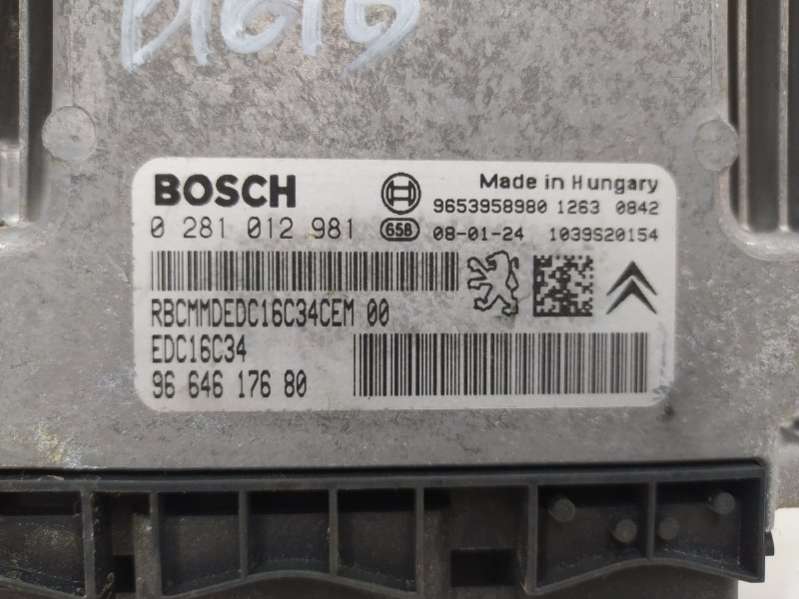 BOSCH
Made in Hungary
9653958980 1263 0842
0 281 012 981
658
08-01-24 1039S20154
RBCMMDEDC16C34CEM 00
EDC16C34
96 646 176 80